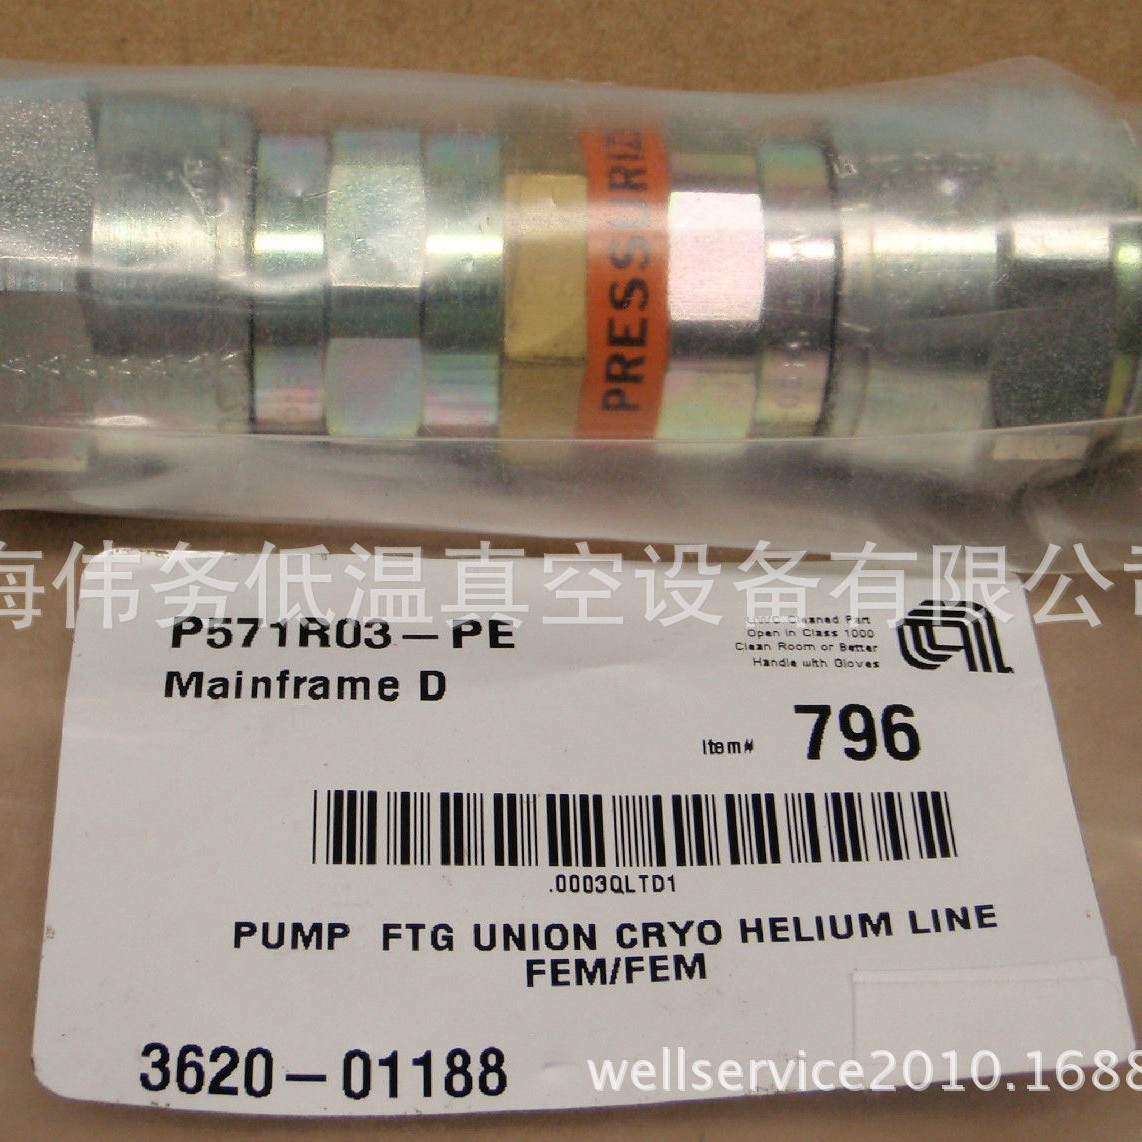 PRESSURIZ
海伟务低温真空设备有限公司
P571R03-PE
Mainframe D
Cleaned Part
Open in Class 1000
Clean Room or Better
Handle with Gloves
Item# 796
.0003QLTD1
PUMP FTG UNION CRYO HELIUM LINE
FEM/FEM
3620-01188
wellservice2010.1688